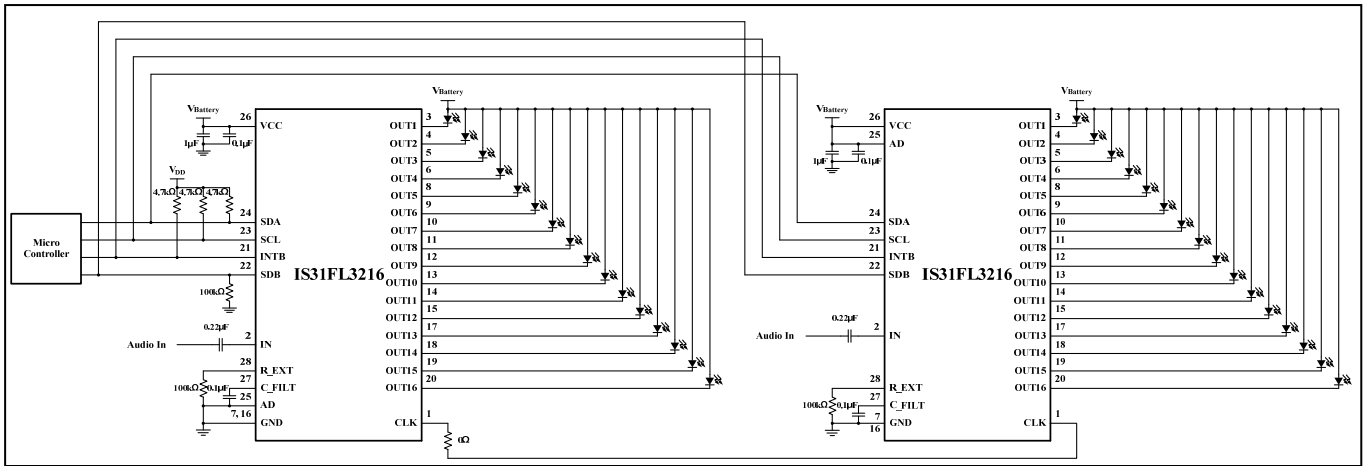 VBattery
26
VCC
1μF
0.1μF
VDD
4.7kΩ 4.7kΩ 4.7kΩ
Micro
Controller
24
SDA
23
SCL
21
INTB
22
SDB
100kΩ
IS31FL3216
0.22μF
Audio In
2
IN
28
R_EXT
100kΩ
0.1μF
27
C_FILT
25
AD
7, 16
GND
VBattery
3
OUT1
4
OUT2
5
OUT3
6
OUT4
8
OUT5
9
OUT6
10
OUT7
11
OUT8
12
OUT9
13
OUT10
14
OUT11
15
OUT12
17
OUT13
18
OUT14
19
OUT15
20
OUT16
1
CLK
0Ω
VBattery
26
VCC
25
AD
1μF
0.1μF
24
SDA
23
SCL
21
INTB
22
SDB
IS31FL3216
0.22μF
Audio In
2
IN
28
R_EXT
100kΩ
0.1μF
27
C_FILT
7
GND
16
VBattery
3
OUT1
4
OUT2
5
OUT3
6
OUT4
8
OUT5
9
OUT6
10
OUT7
11
OUT8
12
OUT9
13
OUT10
14
OUT11
15
OUT12
17
OUT13
18
OUT14
19
OUT15
20
OUT16
1
CLK